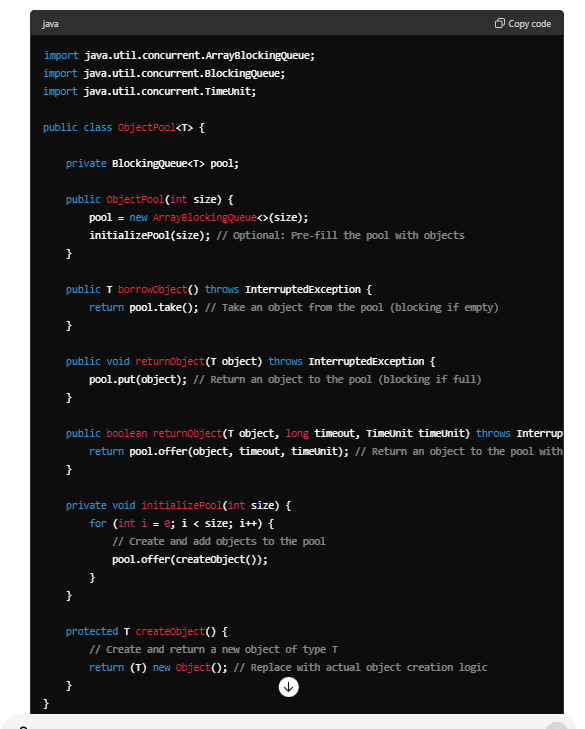 java
Copy code
import java.util.concurrent.ArrayBlockingQueue;
import java.util.concurrent.BlockingQueue;
import java.util.concurrent.TimeUnit;
public class ObjectPool<T> {
private BlockingQueue<T> pool;
public ObjectPool(int size) {
pool = new ArrayBlockingQueue<>(size);
initializePool(size); // Optional: Pre-fill the pool with objects
}
public T borrowObject() throws InterruptedException {
return pool.take(); // Take an object from the pool (blocking if empty)
}
public void returnObject(T object) throws InterruptedException {
pool.put(object); // Return an object to the pool (blocking if full)
}
public boolean returnObject(T object, long timeout, TimeUnit timeUnit) throws Interrup
return pool.offer(object, timeout, timeUnit); // Return an object to the pool with
}
private void initializePool(int size) {
for (int i = 0; i < size; i++) {
// Create and add objects to the pool
pool.offer(createObject());
}
}
protected T createObject() {
// Create and return a new object of type T
return (T) new Object(); // Replace with actual object creation logic
}
}